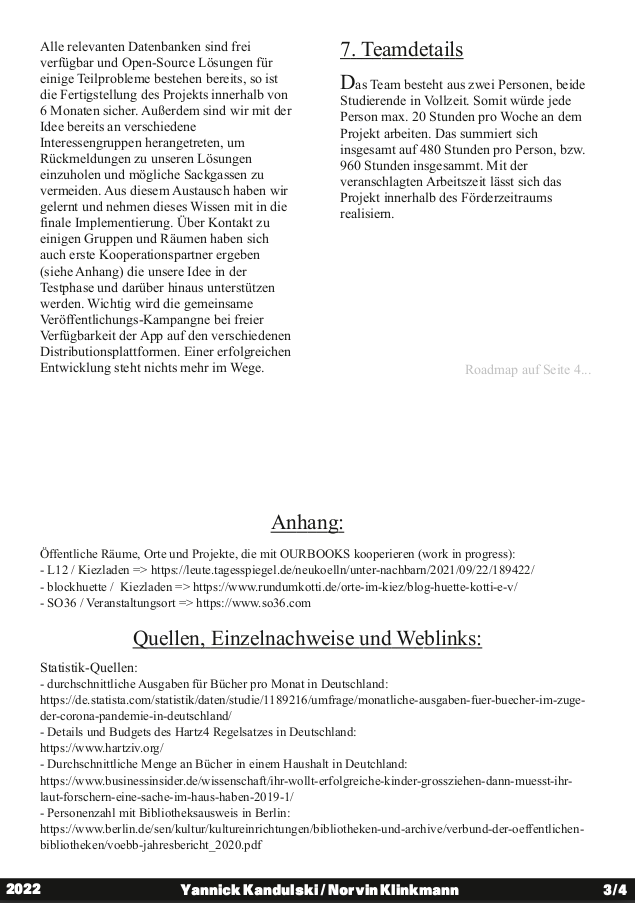 Alle relevanten Datenbanken sind frei
verfügbar und Open-Source Lösungen für
einige Teilprobleme bestehen bereits, so ist
die Fertigstellung des Projekts innerhalb von
6 Monaten sicher. Außerdem sind wir mit der
Idee bereits an verschiedene
Interessengruppen herangetreten, um
Rückmeldungen zu unseren Lösungen
einzuholen und mögliche Sackgassen zu
vermeiden. Aus diesem Austausch haben wir
gelernt und nehmen dieses Wissen mit in die
finale Implementierung. Über Kontakt zu
einigen Gruppen und Räumen haben sich
auch erste Kooperationspartner ergeben
(siehe Anhang) die unsere Idee in der
Testphase und darüber hinaus unterstützen
werden. Wichtig wird die gemeinsame
Veröffentlichungs-Kampangne bei freier
Verfügbarkeit der App auf den verschiedenen
Distributionsplattformen. Einer erfolgreichen
Entwicklung steht nichts mehr im Wege.
7. Teamdetails
Das Team besteht aus zwei Personen, beide
Studierende in Vollzeit. Somit würde jede
Person max. 20 Stunden pro Woche an dem
Projekt arbeiten. Das summiert sich
insgesamt auf 480 Stunden pro Person, bzw.
960 Stunden insgesammt. Mit der
veranschlagten Arbeitszeit lässt sich das
Projekt innerhalb des Förderzeitraums
realisiern.
Roadmap auf Seite 4...
Anhang:
Öffentliche Räume, Orte und Projekte, die mit OURBOOKS kooperieren (work in progress):
- L12 / Kiezladen => https://leute.tagesspiegel.de/neukoelln/unter-nachbarn/2021/09/22/189422/
- blockhuette /  Kiezladen => https://www.rundumkotti.de/orte-im-kiez/blog-huette-kotti-e-v/
- SO36 / Veranstaltungsort => https://www.so36.com
Quellen, Einzelnachweise und Weblinks:
Statistik-Quellen:
- durchschnittliche Ausgaben für Bücher pro Monat in Deutschland:
https://de.statista.com/statistik/daten/studie/1189216/umfrage/monatliche-ausgaben-fuer-buecher-im-zuge-
der-corona-pandemie-in-deutschland/
- Details und Budgets des Hartz4 Regelsatzes in Deutschland:
https://www.hartziv.org/
- Durchschnittliche Menge an Bücher in einem Haushalt in Deutchland:
https://www.businessinsider.de/wissenschaft/ihr-wollt-erfolgreiche-kinder-grossziehen-dann-muesst-ihr-
laut-forschern-eine-sache-im-haus-haben-2019-1/
- Personenzahl mit Bibliotheksausweis in Berlin:
https://www.berlin.de/sen/kultur/kultureinrichtungen/bibliotheken-und-archive/verbund-der-oeffentlichen-
bibliotheken/voebb-jahresbericht_2020.pdf
2022 Yannick Kandulski / Norvin Klinkmann 3/4